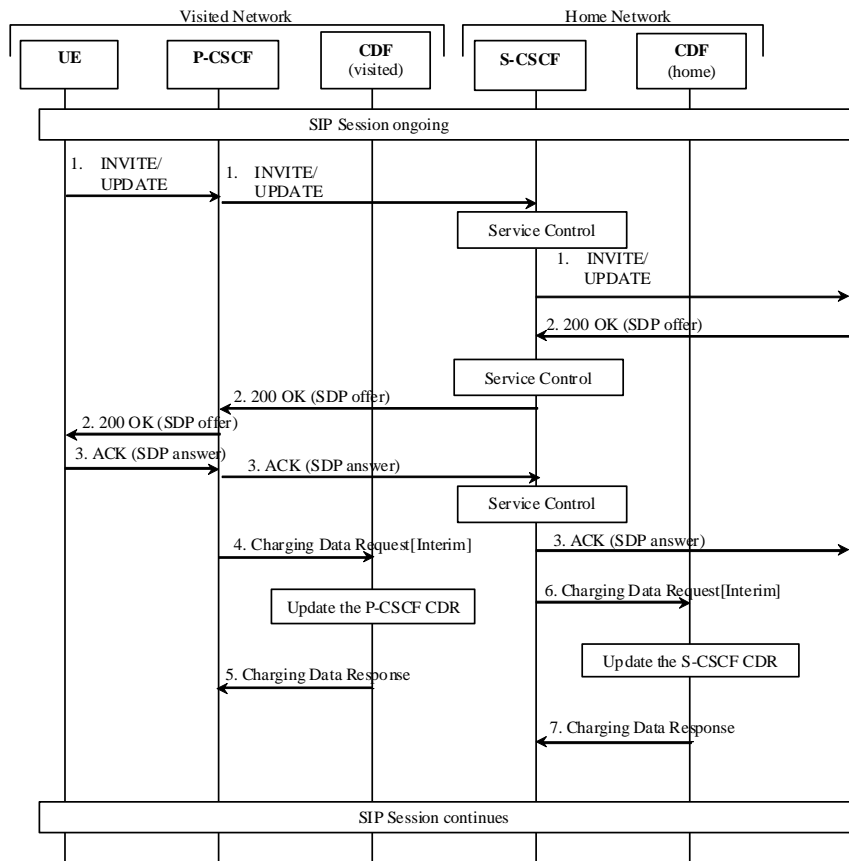 Visited Network
Home Network
UE
P-CSCF
CDF
(visited)
S-CSCF
CDF
(home)
SIP Session ongoing
1. INVITE/
UPDATE
1. INVITE/
UPDATE
Service Control
1. INVITE/
UPDATE
2. 200 OK (SDP offer)
Service Control
2. 200 OK (SDP offer)
2. 200 OK (SDP offer)
3. ACK (SDP answer)
3. ACK (SDP answer)
Service Control
4. Charging Data Request[Interim]
3. ACK (SDP answer)
6. Charging Data Request[Interim]
Update the P-CSCF CDR
Update the S-CSCF CDR
5. Charging Data Response
7. Charging Data Response
SIP Session continues